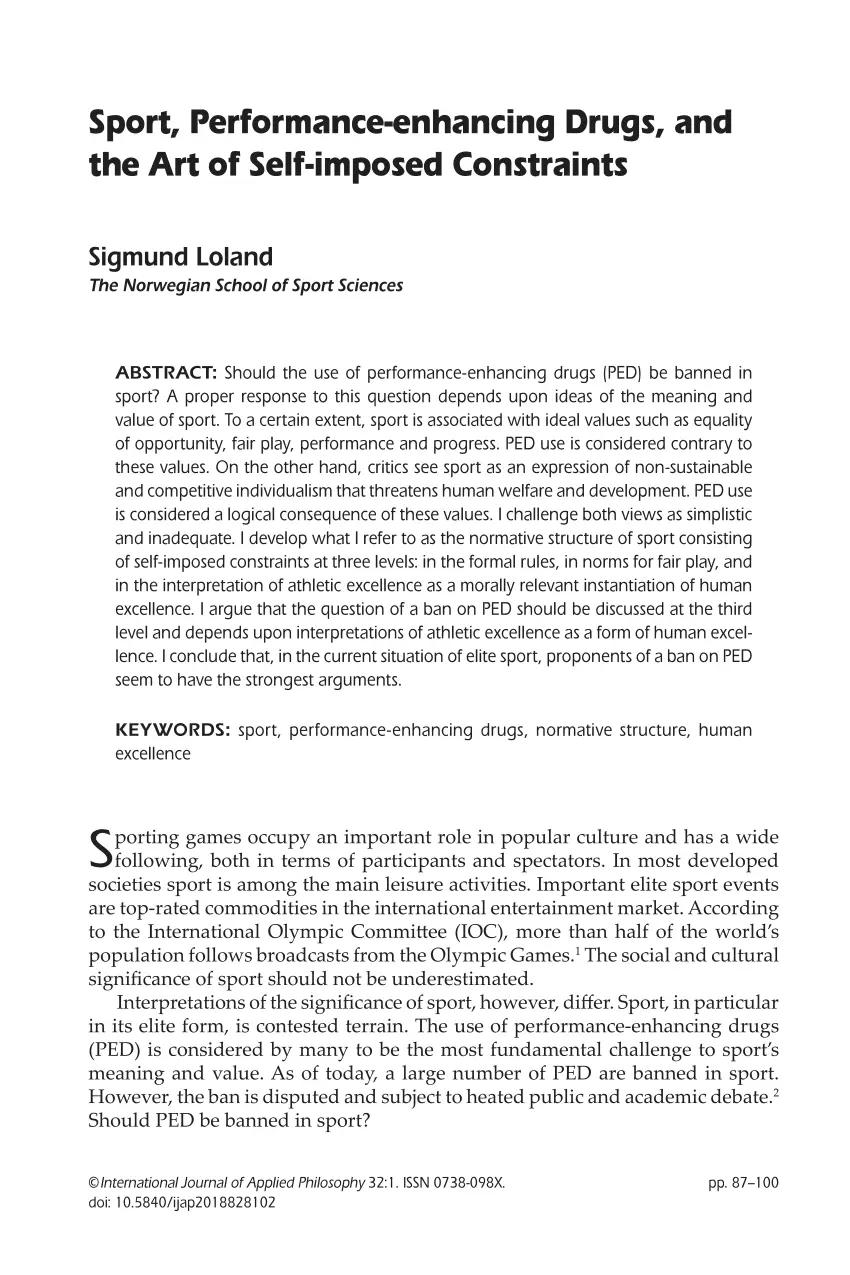 Sport, Performance-enhancing Drugs, and
the Art of Self-imposed Constraints
Sigmund Loland
The Norwegian School of Sport Sciences
ABSTRACT: Should the use of performance-enhancing drugs (PED) be banned in
sport? A proper response to this question depends upon ideas of the meaning and
value of sport. To a certain extent, sport is associated with ideal values such as equality
of opportunity, fair play, performance and progress. PED use is considered contrary to
these values. On the other hand, critics see sport as an expression of non-sustainable
and competitive individualism that threatens human welfare and development. PED use
is considered a logical consequence of these values. I challenge both views as simplistic
and inadequate. I develop what I refer to as the normative structure of sport consisting
of self-imposed constraints at three levels: in the formal rules, in norms for fair play, and
in the interpretation of athletic excellence as a morally relevant instantiation of human
excellence. I argue that the question of a ban on PED should be discussed at the third
level and depends upon interpretations of athletic excellence as a form of human excel-
lence. I conclude that, in the current situation of elite sport, proponents of a ban on PED
seem to have the strongest arguments.
KEYWORDS: sport, performance-enhancing drugs, normative structure, human
excellence
Sporting games occupy an important role in popular culture and has a wide
following, both in terms of participants and spectators. In most developed
societies sport is among the main leisure activities. Important elite sport events
are top-rated commodities in the international entertainment market. According
to the International Olympic Committee (IOC), more than half of the world's
population follows broadcasts from the Olympic Games.1 The social and cultural
significance of sport should not be underestimated.
Interpretations of the significance of sport, however, differ. Sport, in particular
in its elite form, is contested terrain. The use of performance-enhancing drugs
(PED) is considered by many to be the most fundamental challenge to sport's
meaning and value. As of today, a large number of PED are banned in sport.
However, the ban is disputed and subject to heated public and academic debate.2
Should PED be banned in sport?
©International Journal of Applied Philosophy 32:1. ISSN 0738-098X. pp. 87–100
doi: 10.5840/ijap2018828102